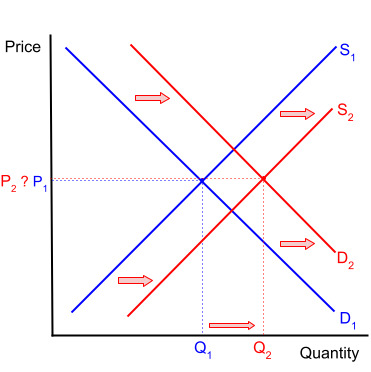 Price
S₁
S₂
P₂ ? P₁
D₂
D₁
Q₁
Q₂
Quantity